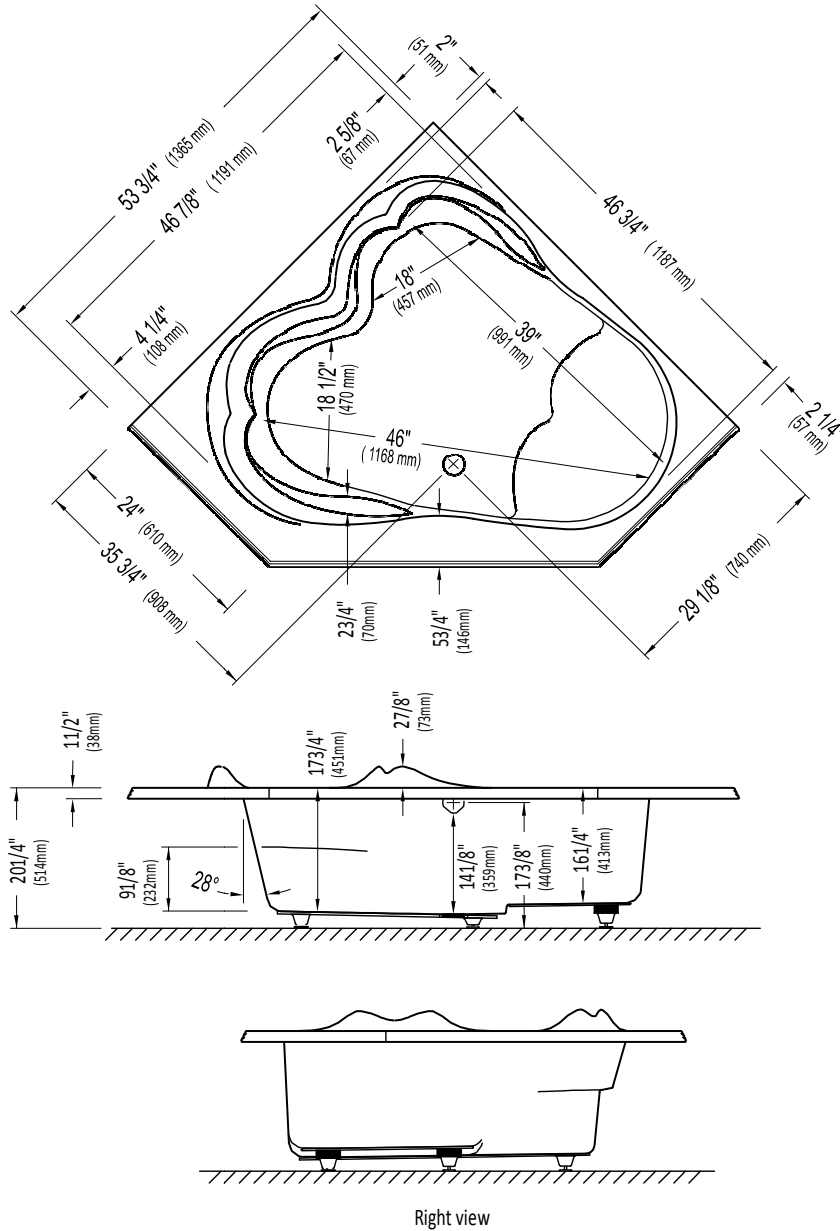 2"
(51 mm)
53 3/4" (1365 mm)
46 7/8" (1191 mm)
2 5/8"
(67 mm)
46 3/4" (1187 mm)
4 1/4"
(108 mm)
18"
(457 mm)
39"
(991 mm)
18 1/2"
(470 mm)
2 1/4
(57 mm)
46"
(1168 mm)
24" (610 mm)
35 3/4" (908 mm)
29 1/8" (740 mm)
23/4"
(70mm)
53/4"
(146mm)
11/2"
(38mm)
173/4"
(451mm)
27/8"
(73mm)
201/4"
(514mm)
91/8"
(232mm)
28°
141/8"
(359mm)
173/8"
(440mm)
161/4"
(413mm)
Right view